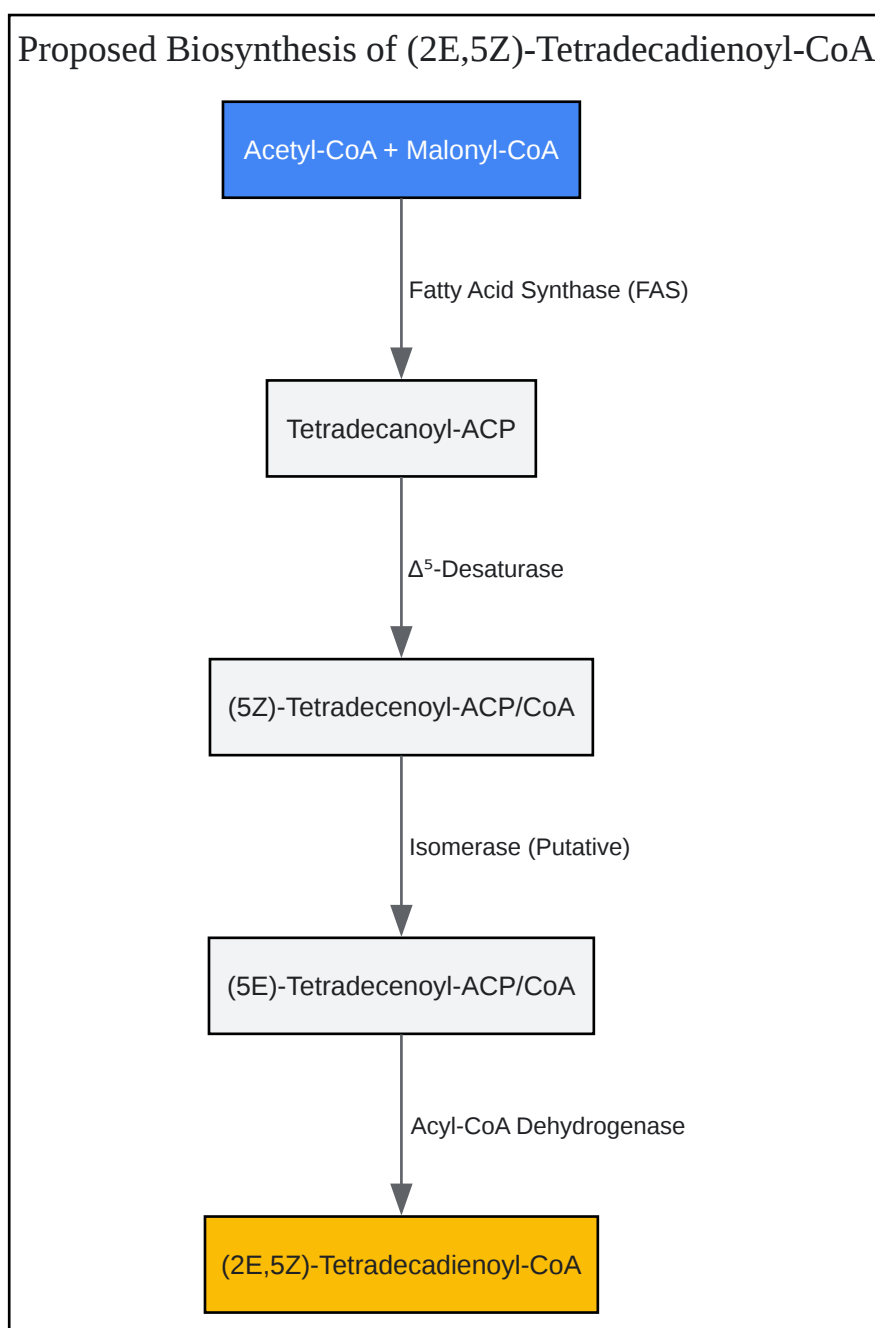 Proposed Biosynthesis of (2E,5Z)-Tetradecadienoyl-CoA
Acetyl-CoA + Malonyl-CoA
Fatty Acid Synthase (FAS)
Tetradecanoyl-ACP
Δ⁵-Desaturase
(5Z)-Tetradecenoyl-ACP/CoA
Isomerase (Putative)
(5E)-Tetradecenoyl-ACP/CoA
Acyl-CoA Dehydrogenase
(2E,5Z)-Tetradecadienoyl-CoA